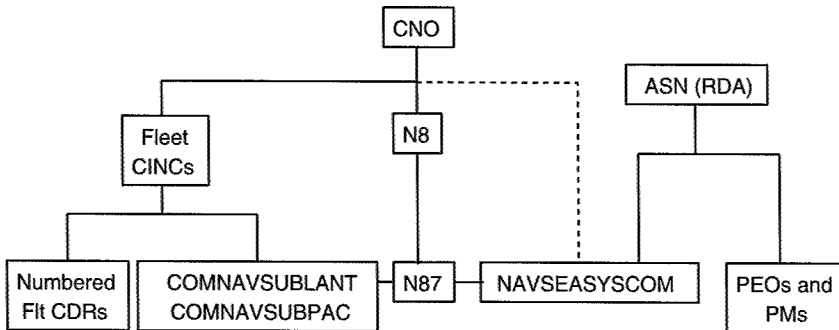 CNO
ASN (RDA)
Fleet
CINCs
N8
Numbered
Flt CDRs
COMNAVSUBLANT
COMNAVSUBPAC
N87
NAVSEASYSCOM
PEOs and
PMs